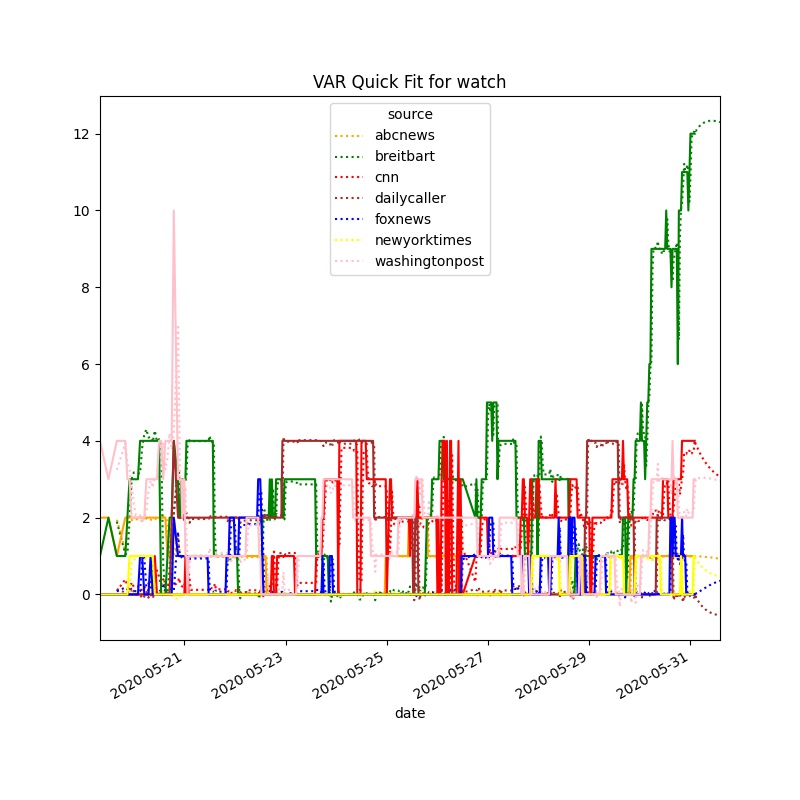 VAR Quick Fit for watch
source
abcnews
breitbart
cnn
dailycaller
foxnews
newyorktimes
washingtonpost
12
10
8
6
4
2
0
2020-05-21
2020-05-23
2020-05-25
2020-05-27
2020-05-29
2020-05-31
date